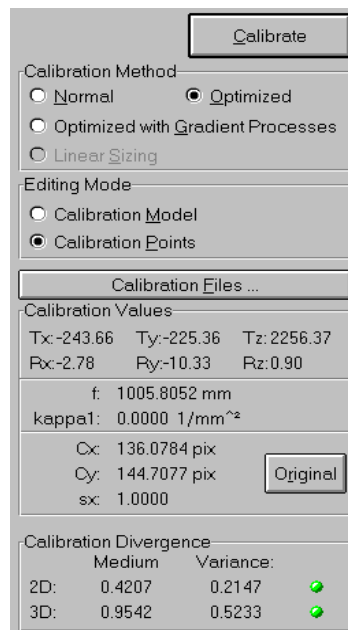 Calibrate
Calibration Method
Normal Optimized
Optimized with Gradient Processes
Linear Sizing
Editing Mode
Calibration Model
Calibration Points
Calibration Files ...
Calibration Values
Tx:-243.66 Ty:-225.36 Tz:2256.37
Rx:-2.78 Ry:-10.33 Rz:0.90
f: 1005.8052 mm
kappa1: 0.0000 1/mm^²
Cx: 136.0784 pix
Cy: 144.7077 pix Original
sx: 1.0000
Calibration Divergence
Medium Variance:
2D: 0.4207 0.2147
3D: 0.9542 0.5233